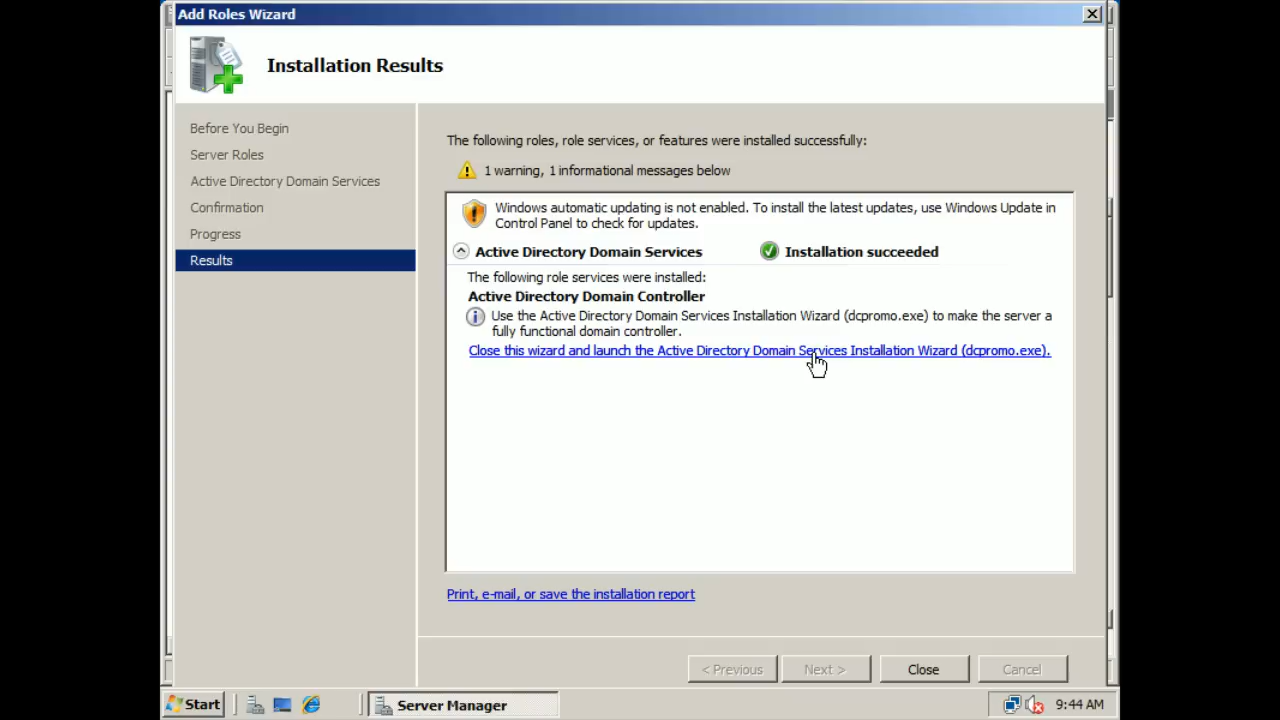 Add Roles Wizard
Installation Results
Before You Begin
Server Roles
Active Directory Domain Services
Confirmation
Progress
Results
The following roles, role services, or features were installed successfully:
1 warning, 1 informational messages below
Windows automatic updating is not enabled. To install the latest updates, use Windows Update in
Control Panel to check for updates.
Active Directory Domain Services Installation succeeded
The following role services were installed:
Active Directory Domain Controller
Use the Active Directory Domain Services Installation Wizard (dcpromo.exe) to make the server a
fully functional domain controller.
Close this wizard and launch the Active Directory Domain Services Installation Wizard (dcpromo.exe).
Print, e-mail, or save the installation report
< Previous Next > Close Cancel
Start Server Manager 9:44 AM